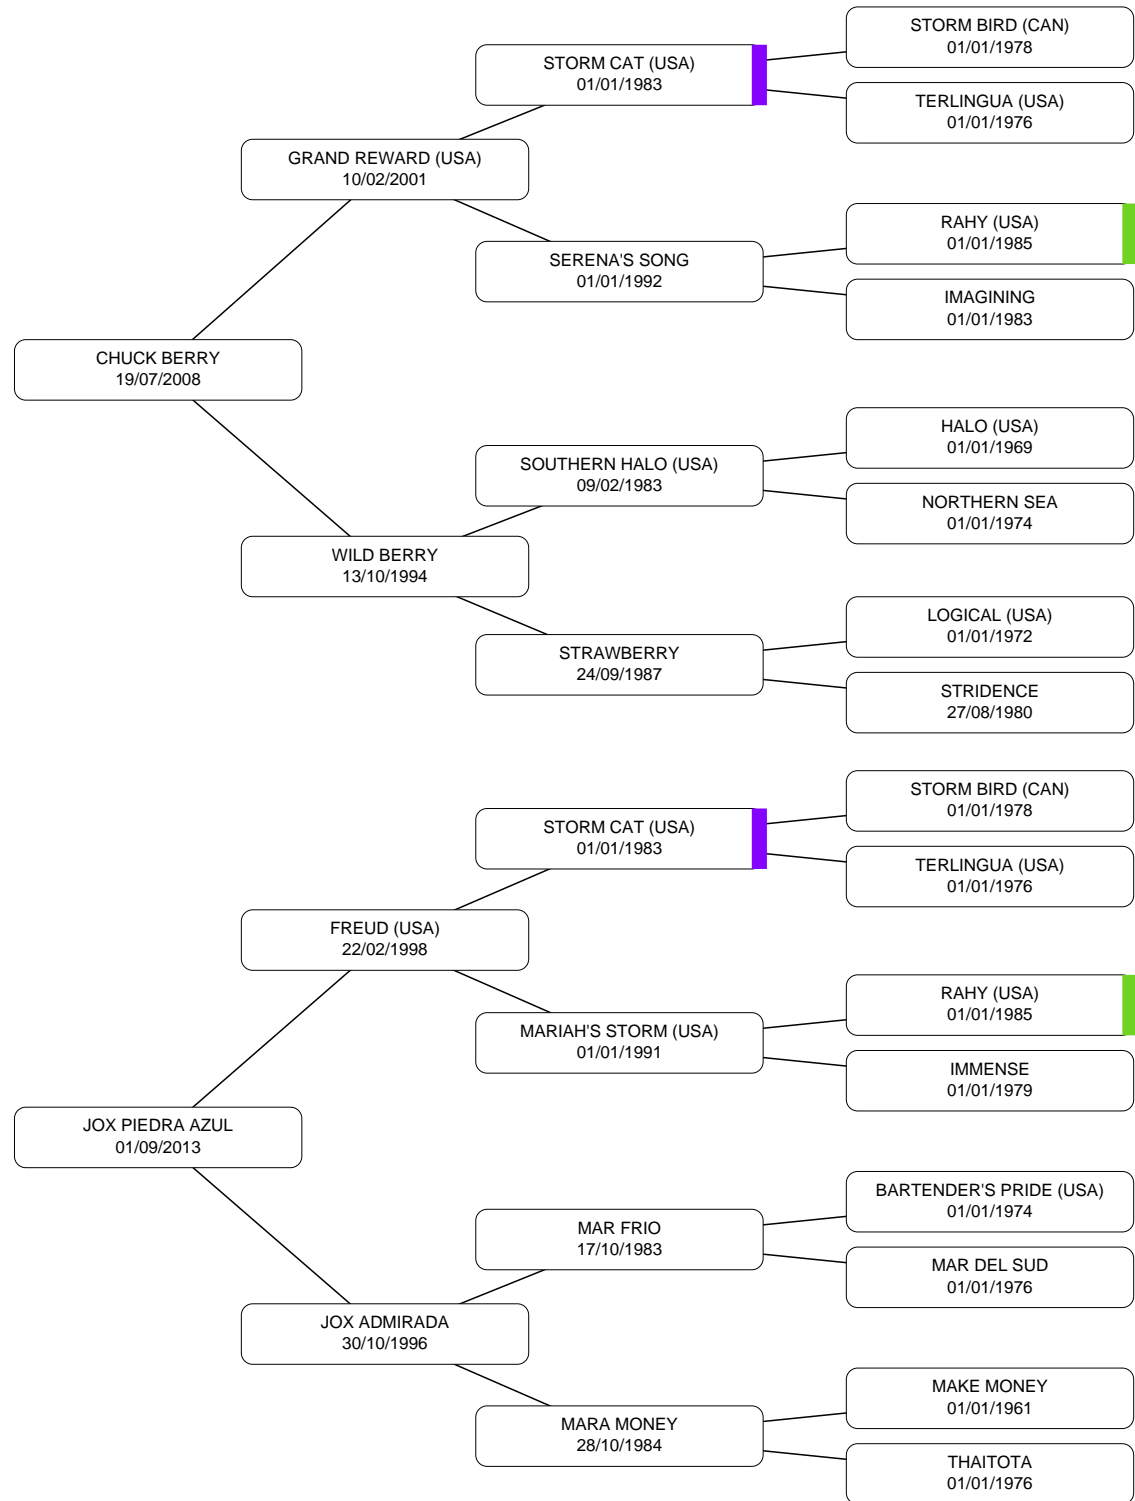 STORM BIRD (CAN)
01/01/1978
STORM CAT (USA)
01/01/1983
TERLINGUA (USA)
01/01/1976
GRAND REWARD (USA)
10/02/2001
RAHY (USA)
01/01/1985
SERENA'S SONG
01/01/1992
IMAGINING
01/01/1983
CHUCK BERRY
19/07/2008
HALO (USA)
01/01/1969
SOUTHERN HALO (USA)
09/02/1983
NORTHERN SEA
01/01/1974
WILD BERRY
13/10/1994
LOGICAL (USA)
01/01/1972
STRAWBERRY
24/09/1987
STRIDENCE
27/08/1980
STORM BIRD (CAN)
01/01/1978
STORM CAT (USA)
01/01/1983
TERLINGUA (USA)
01/01/1976
FREUD (USA)
22/02/1998
RAHY (USA)
01/01/1985
MARIAH'S STORM (USA)
01/01/1991
IMMENSE
01/01/1979
JOX PIEDRA AZUL
01/09/2013
BARTENDER'S PRIDE (USA)
01/01/1974
MAR FRIO
17/10/1983
MAR DEL SUD
01/01/1976
JOX ADMIRADA
30/10/1996
MAKE MONEY
01/01/1961
MARA MONEY
28/10/1984
THAITOTA
01/01/1976